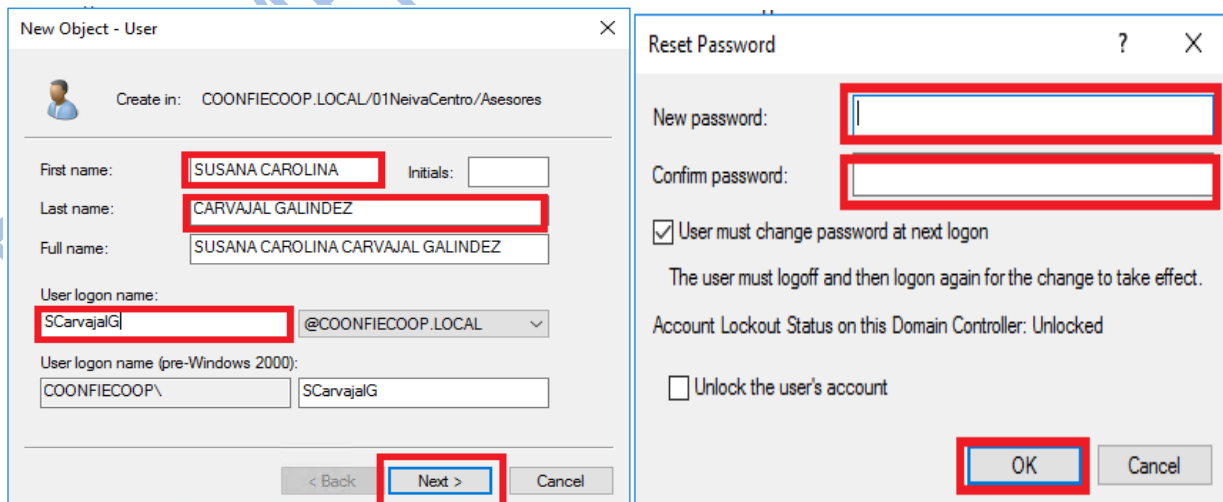 New Object - User
Create in: COONFIECOOP.LOCAL/01NeivaCentro/Asesores
First name: SUSANA CAROLINA Initials:
Last name: CARVAJAL GALINDEZ
Full name: SUSANA CAROLINA CARVAJAL GALINDEZ
User logon name:
SCarvajalG @COONFIECOOP.LOCAL
User logon name (pre-Windows 2000):
COONFIECOOP\ SCarvajalG
< Back Next > Cancel
Reset Password ?
New password:
Confirm password:
User must change password at next logon
The user must logoff and then logon again for the change to take effect.
Account Lockout Status on this Domain Controller: Unlocked
Unlock the user's account
OK Cancel